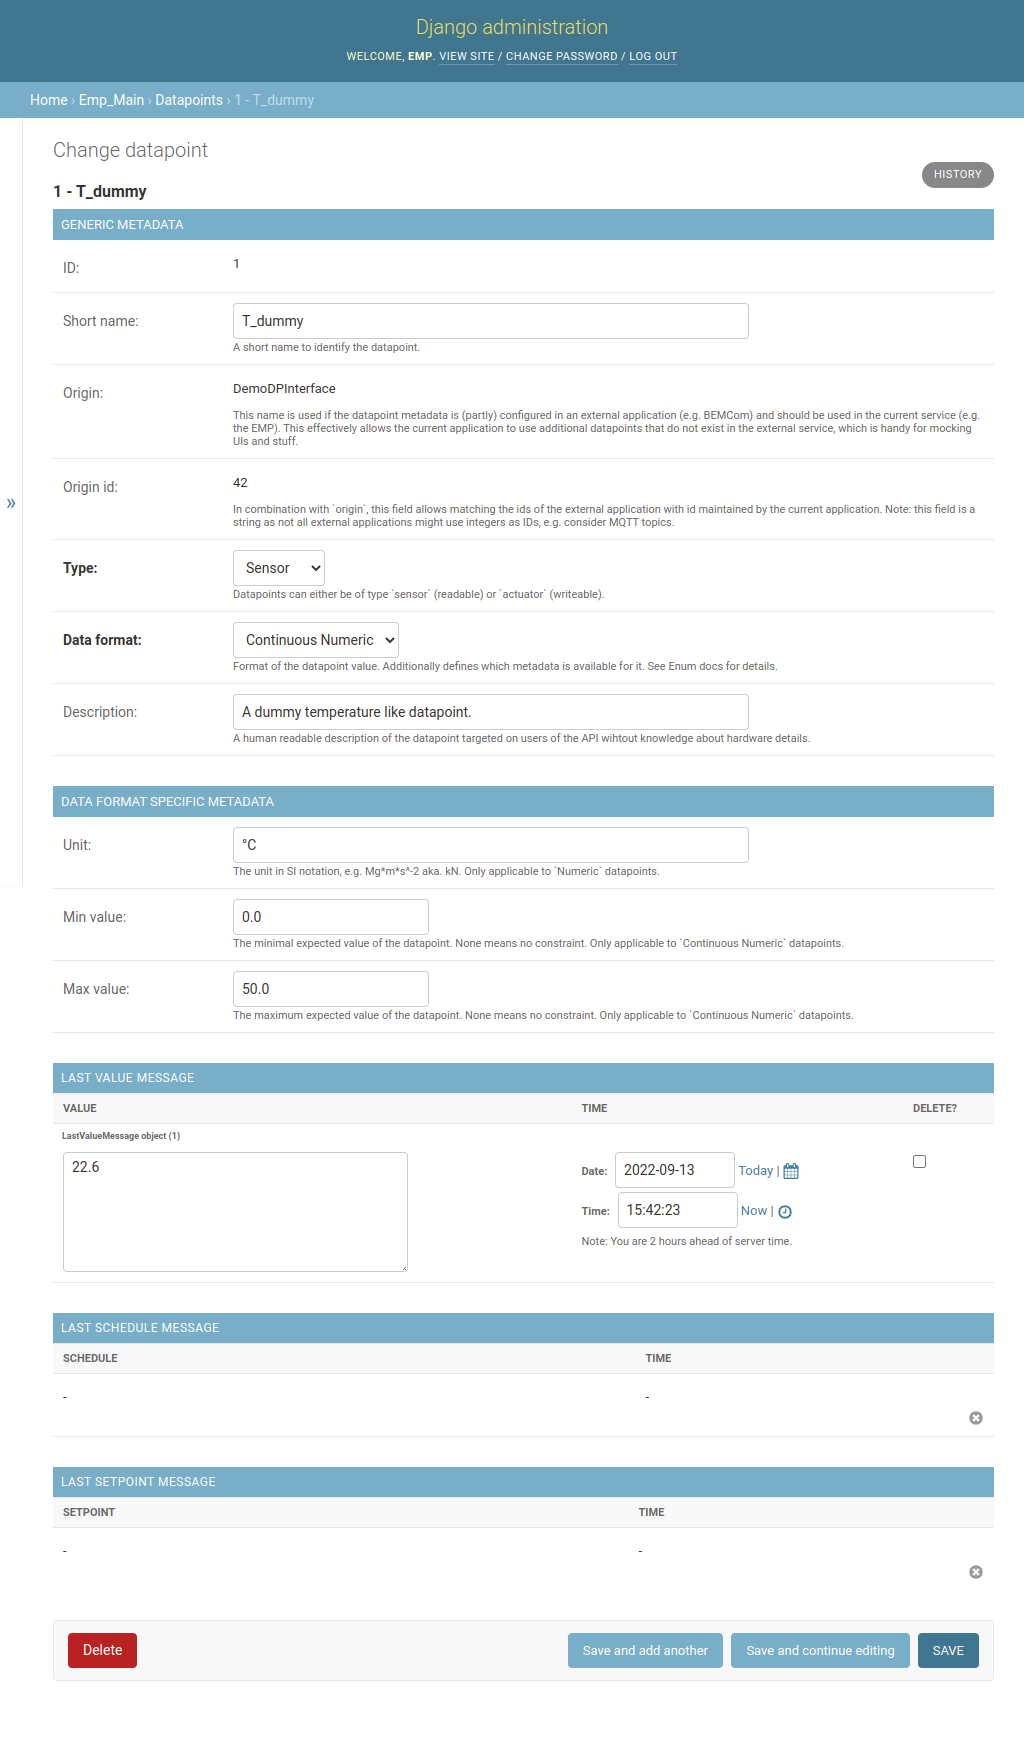 Django administration
WELCOME, EMP. VIEW SITE / CHANGE PASSWORD / LOG OUT
Home › Emp_Main › Datapoints › 1 - T_dummy
Change datapoint
HISTORY
1 - T_dummy
GENERIC METADATA
ID: 1
Short name: T_dummy
A short name to identify the datapoint.
Origin: DemoDPInterface
This name is used if the datapoint metadata is (partly) configured in an external application (e.g. BEMCom) and should be used in the current service (e.g.
the EMP). This effectively allows the current application to use additional datapoints that do not exist in the external service, which is handy for mocking
UIs and stuff.
»
Origin id: 42
In combination with `origin`, this field allows matching the ids of the external application with id maintained by the current application. Note: this field is a
string as not all external applications might use integers as IDs, e.g. consider MQTT topics.
Type: Sensor
Datapoints can either be of type `sensor` (readable) or `actuator` (writeable).
Data format: Continuous Numeric
Format of the datapoint value. Additionally defines which metadata is available for it. See Enum docs for details.
Description: A dummy temperature like datapoint.
A human readable description of the datapoint targeted on users of the API wihtout knowledge about hardware details.
DATA FORMAT SPECIFIC METADATA
Unit: °C
The unit in SI notation, e.g. Mg*m*s^-2 aka. kN. Only applicable to `Numeric` datapoints.
Min value: 0.0
The minimal expected value of the datapoint. None means no constraint. Only applicable to `Continuous Numeric` datapoints.
Max value: 50.0
The maximum expected value of the datapoint. None means no constraint. Only applicable to `Continuous Numeric` datapoints.
LAST VALUE MESSAGE
VALUE TIME DELETE?
LastValueMessage object (1)
22.6
Date: 2022-09-13 Today |
Time: 15:42:23 Now |
Note: You are 2 hours ahead of server time.
LAST SCHEDULE MESSAGE
SCHEDULE TIME
- -
LAST SETPOINT MESSAGE
SETPOINT TIME
- -
Delete Save and add another Save and continue editing SAVE